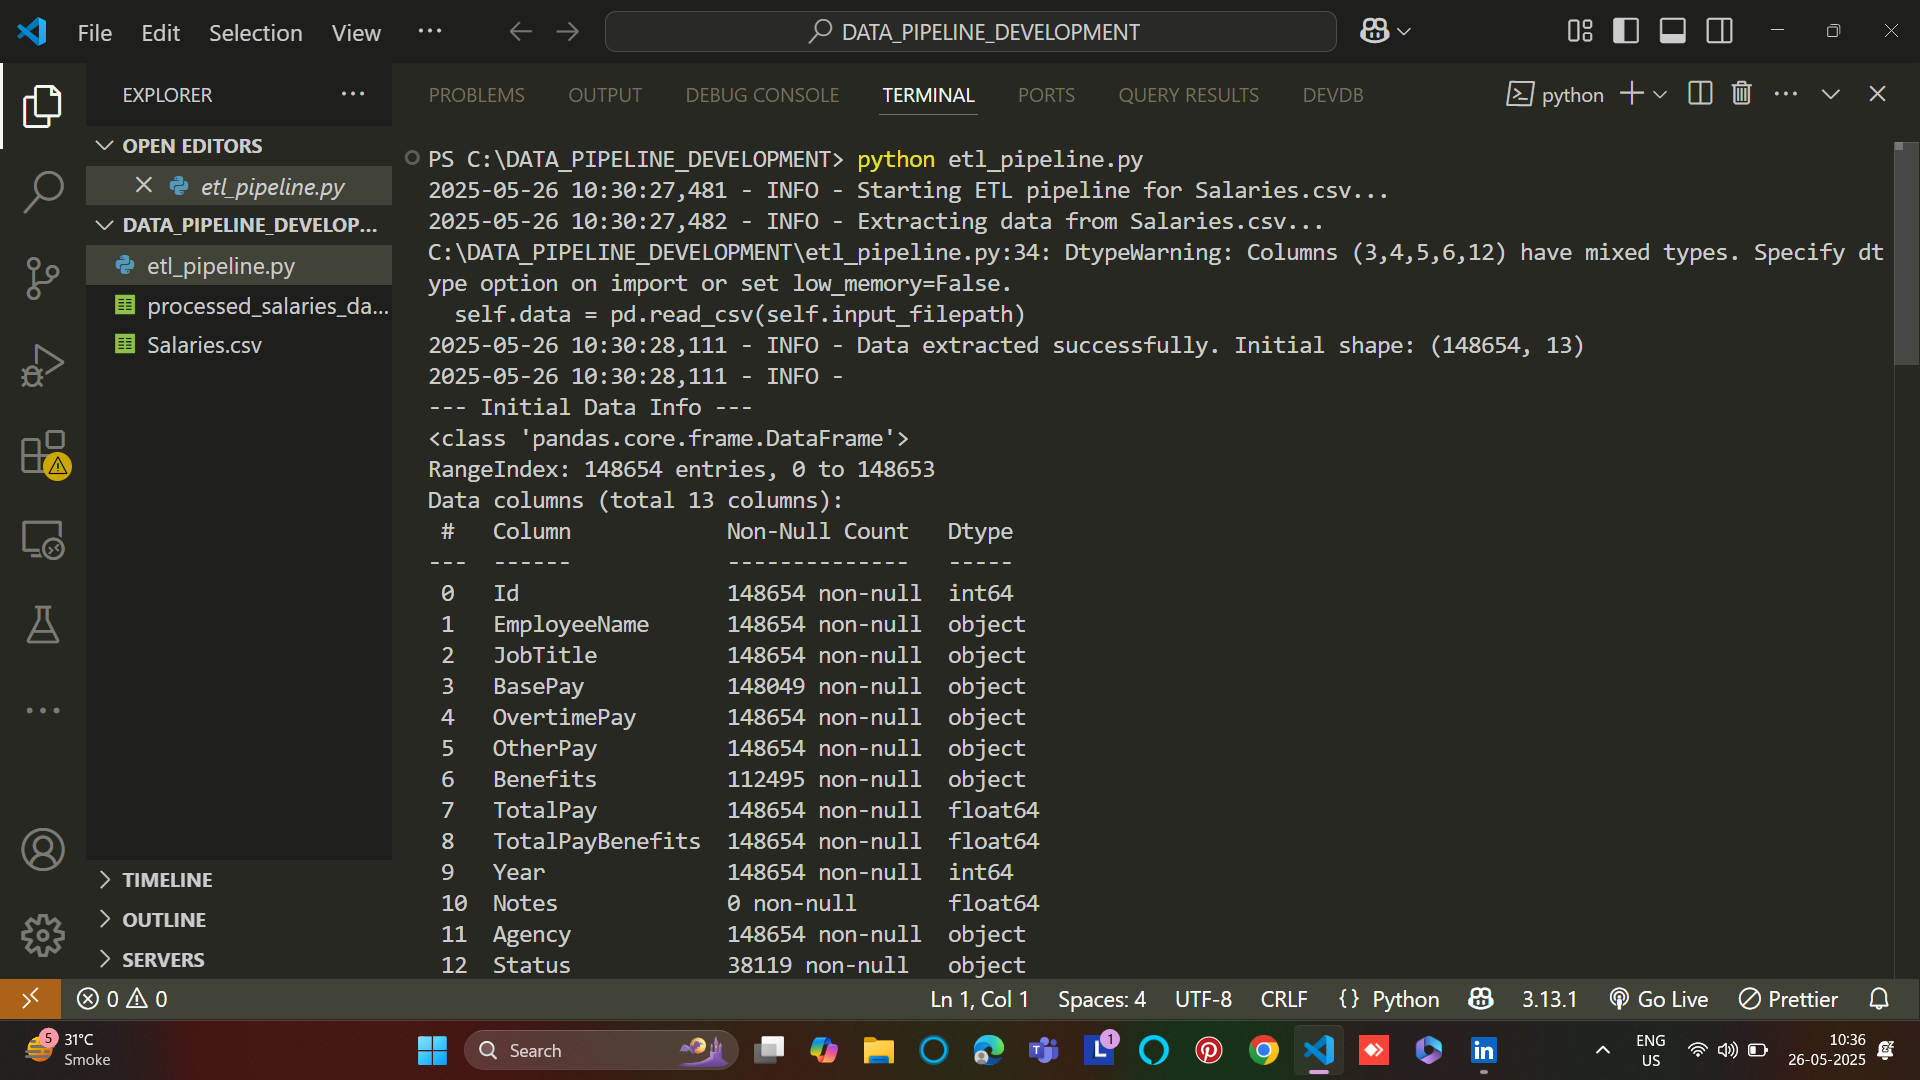 File Edit Selection View ...
DATA_PIPELINE_DEVELOPMENT
EXPLORER
OPEN EDITORS
etl_pipeline.py
DATA_PIPELINE_DEVELOP...
etl_pipeline.py
processed_salaries_da...
Salaries.csv
TIMELINE
OUTLINE
SERVERS
PROBLEMS OUTPUT DEBUG CONSOLE TERMINAL PORTS QUERY RESULTS DEVDB
python
PS C:\DATA_PIPELINE_DEVELOPMENT> python etl_pipeline.py
2025-05-26 10:30:27,481 - INFO - Starting ETL pipeline for Salaries.csv...
2025-05-26 10:30:27,482 - INFO - Extracting data from Salaries.csv...
C:\DATA_PIPELINE_DEVELOPMENT\etl_pipeline.py:34: DtypeWarning: Columns (3,4,5,6,12) have mixed types. Specify dt
ype option on import or set low_memory=False.
  self.data = pd.read_csv(self.input_filepath)
2025-05-26 10:30:28,111 - INFO - Data extracted successfully. Initial shape: (148654, 13)
2025-05-26 10:30:28,111 - INFO -
--- Initial Data Info ---
<class 'pandas.core.frame.DataFrame'>
RangeIndex: 148654 entries, 0 to 148653
Data columns (total 13 columns):
 #   Column            Non-Null Count   Dtype
---  ------            --------------   -----
 0   Id                148654 non-null  int64
 1   EmployeeName      148654 non-null  object
 2   JobTitle          148654 non-null  object
 3   BasePay           148049 non-null  object
 4   OvertimePay       148654 non-null  object
 5   OtherPay          148654 non-null  object
 6   Benefits          112495 non-null  object
 7   TotalPay          148654 non-null  float64
 8   TotalPayBenefits  148654 non-null  float64
 9   Year              148654 non-null  int64
 10  Notes             0 non-null       float64
 11  Agency            148654 non-null  object
 12  Status            38119 non-null   object
0 0
Ln 1, Col 1 Spaces: 4 UTF-8 CRLF {} Python 3.13.1 Go Live Prettier
5
31°C
Smoke
Search
T
L 1
in
ENG
US
10:36
26-05-2025